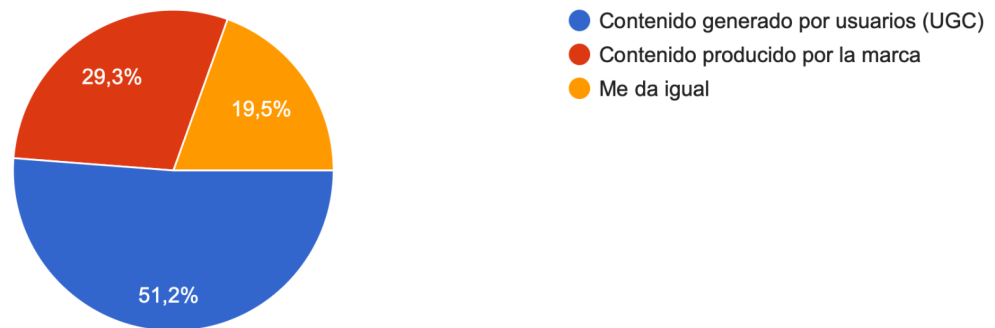 Contenido generado por usuarios (UGC)
Contenido producido por la marca
Me da igual
29,3%
19,5%
51,2%